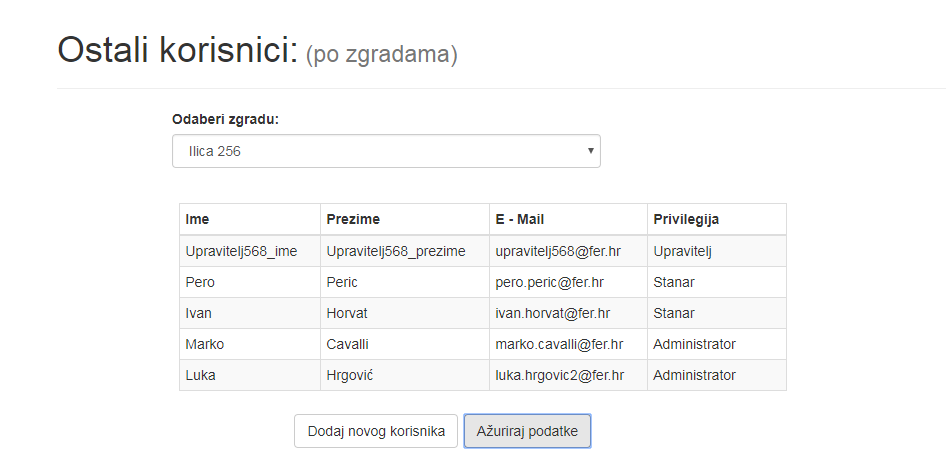 Ostali korisnici: (po zgradama)
Odaberi zgradu:
Ilica 256
Ime Prezime E - Mail Privilegija
Upravitelj568_ime Upravitelj568_prezime upravitelj568@fer.hr Upravitelj
Pero Peric pero.peric@fer.hr Stanar
Ivan Horvat ivan.horvat@fer.hr Stanar
Marko Cavalli marko.cavalli@fer.hr Administrator
Luka Hrgović luka.hrgovic2@fer.hr Administrator
Dodaj novog korisnika Ažuriraj podatke